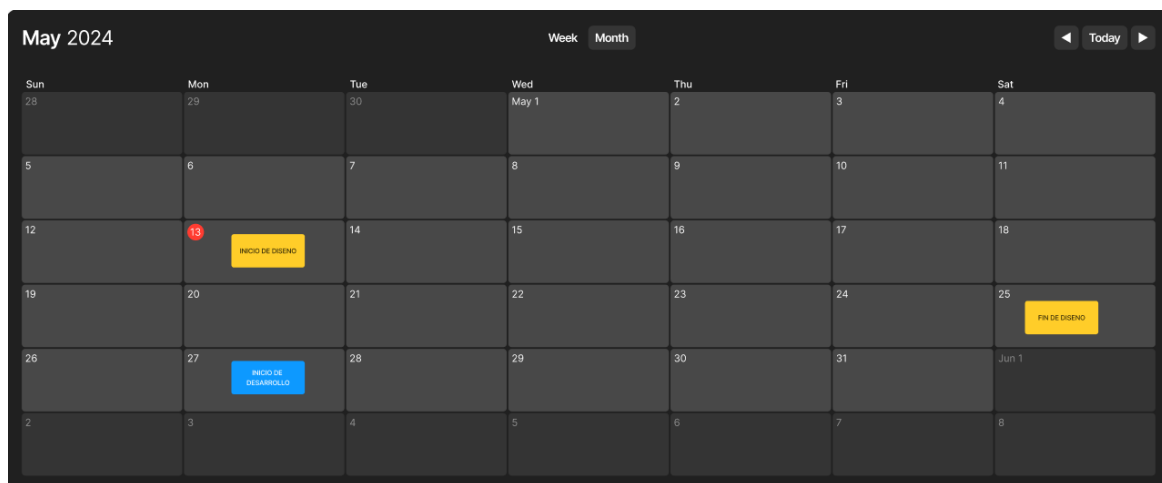 May 2024
Week Month
Today
Sun Mon Tue Wed Thu Fri Sat
28 29 30 May 1 2 3 4
5 6 7 8 9 10 11
12 13 14 15 16 17 18
INICIO DE DISENO
19 20 21 22 23 24 25
FIN DE DISENO
26 27 28 29 30 31 Jun 1
INICIO DE
DESARROLLO
2 3 4 5 6 7 8